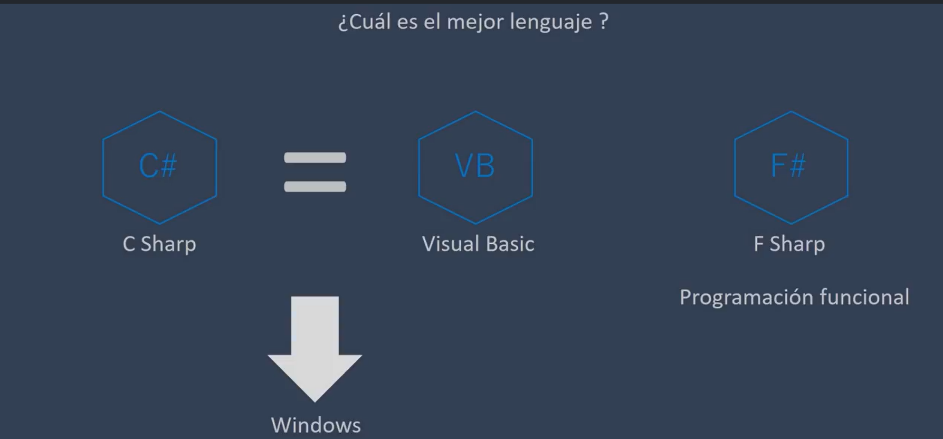 ¿Cuál es el mejor lenguaje ?
C#
VB
F#
C Sharp
Visual Basic
F Sharp
Programación funcional
Windows